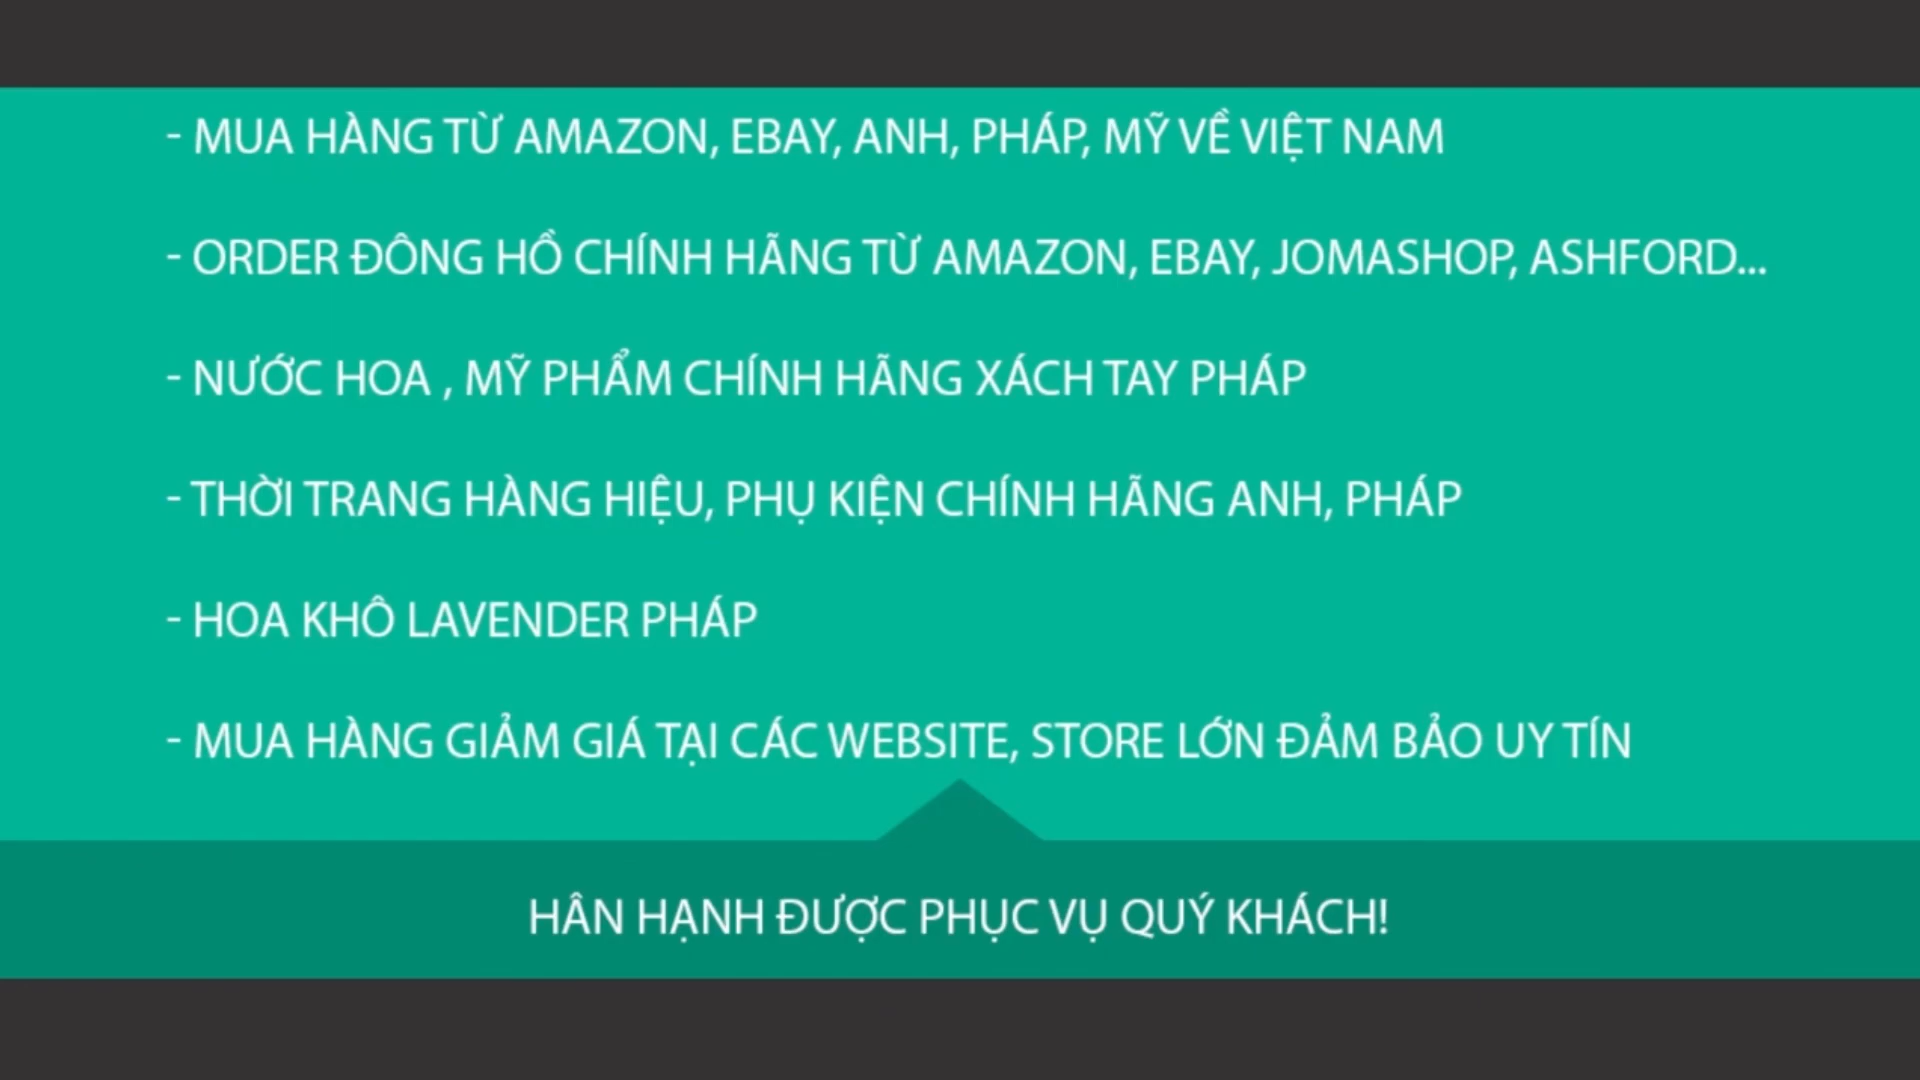 - MUA HÀNG TỪ AMAZON, EBAY, ANH, PHÁP, MỸ VỀ VIỆT NAM
- ORDER ĐÔNG HỒ CHÍNH HÃNG TỪ AMAZON, EBAY, JOMASHOP, ASHFORD...
- NƯỚC HOA , MỸ PHẨM CHÍNH HÃNG XÁCH TAY PHÁP
- THỜI TRANG HÀNG HIỆU, PHỤ KIỆN CHÍNH HÃNG ANH, PHÁP
- HOA KHÔ LAVENDER PHÁP
- MUA HÀNG GIẢM GIÁ TẠI CÁC WEBSITE, STORE LỚN ĐẢM BẢO UY TÍN
HÂN HẠNH ĐƯỢC PHỤC VỤ QUÝ KHÁCH!